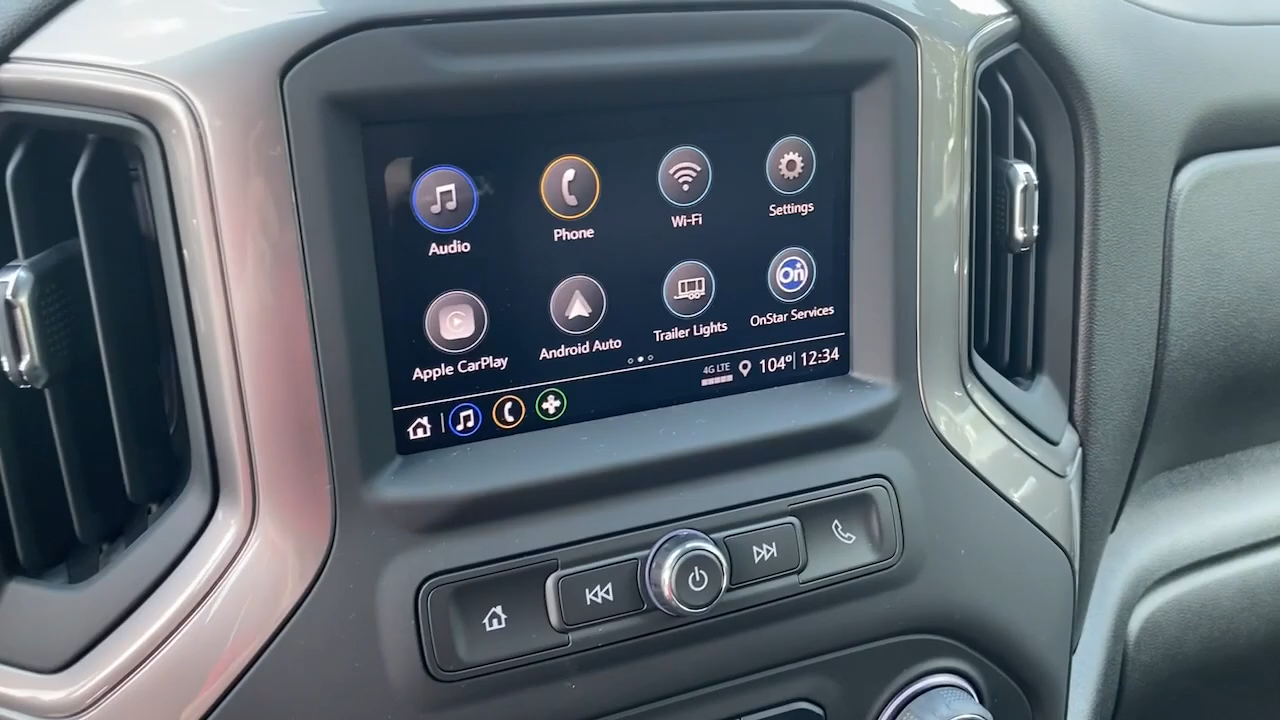 Audio
Phone
Wi-Fi
Settings
Apple CarPlay
Android Auto
Trailer Lights
On
OnStar Services
4G LTE
104° 12:34